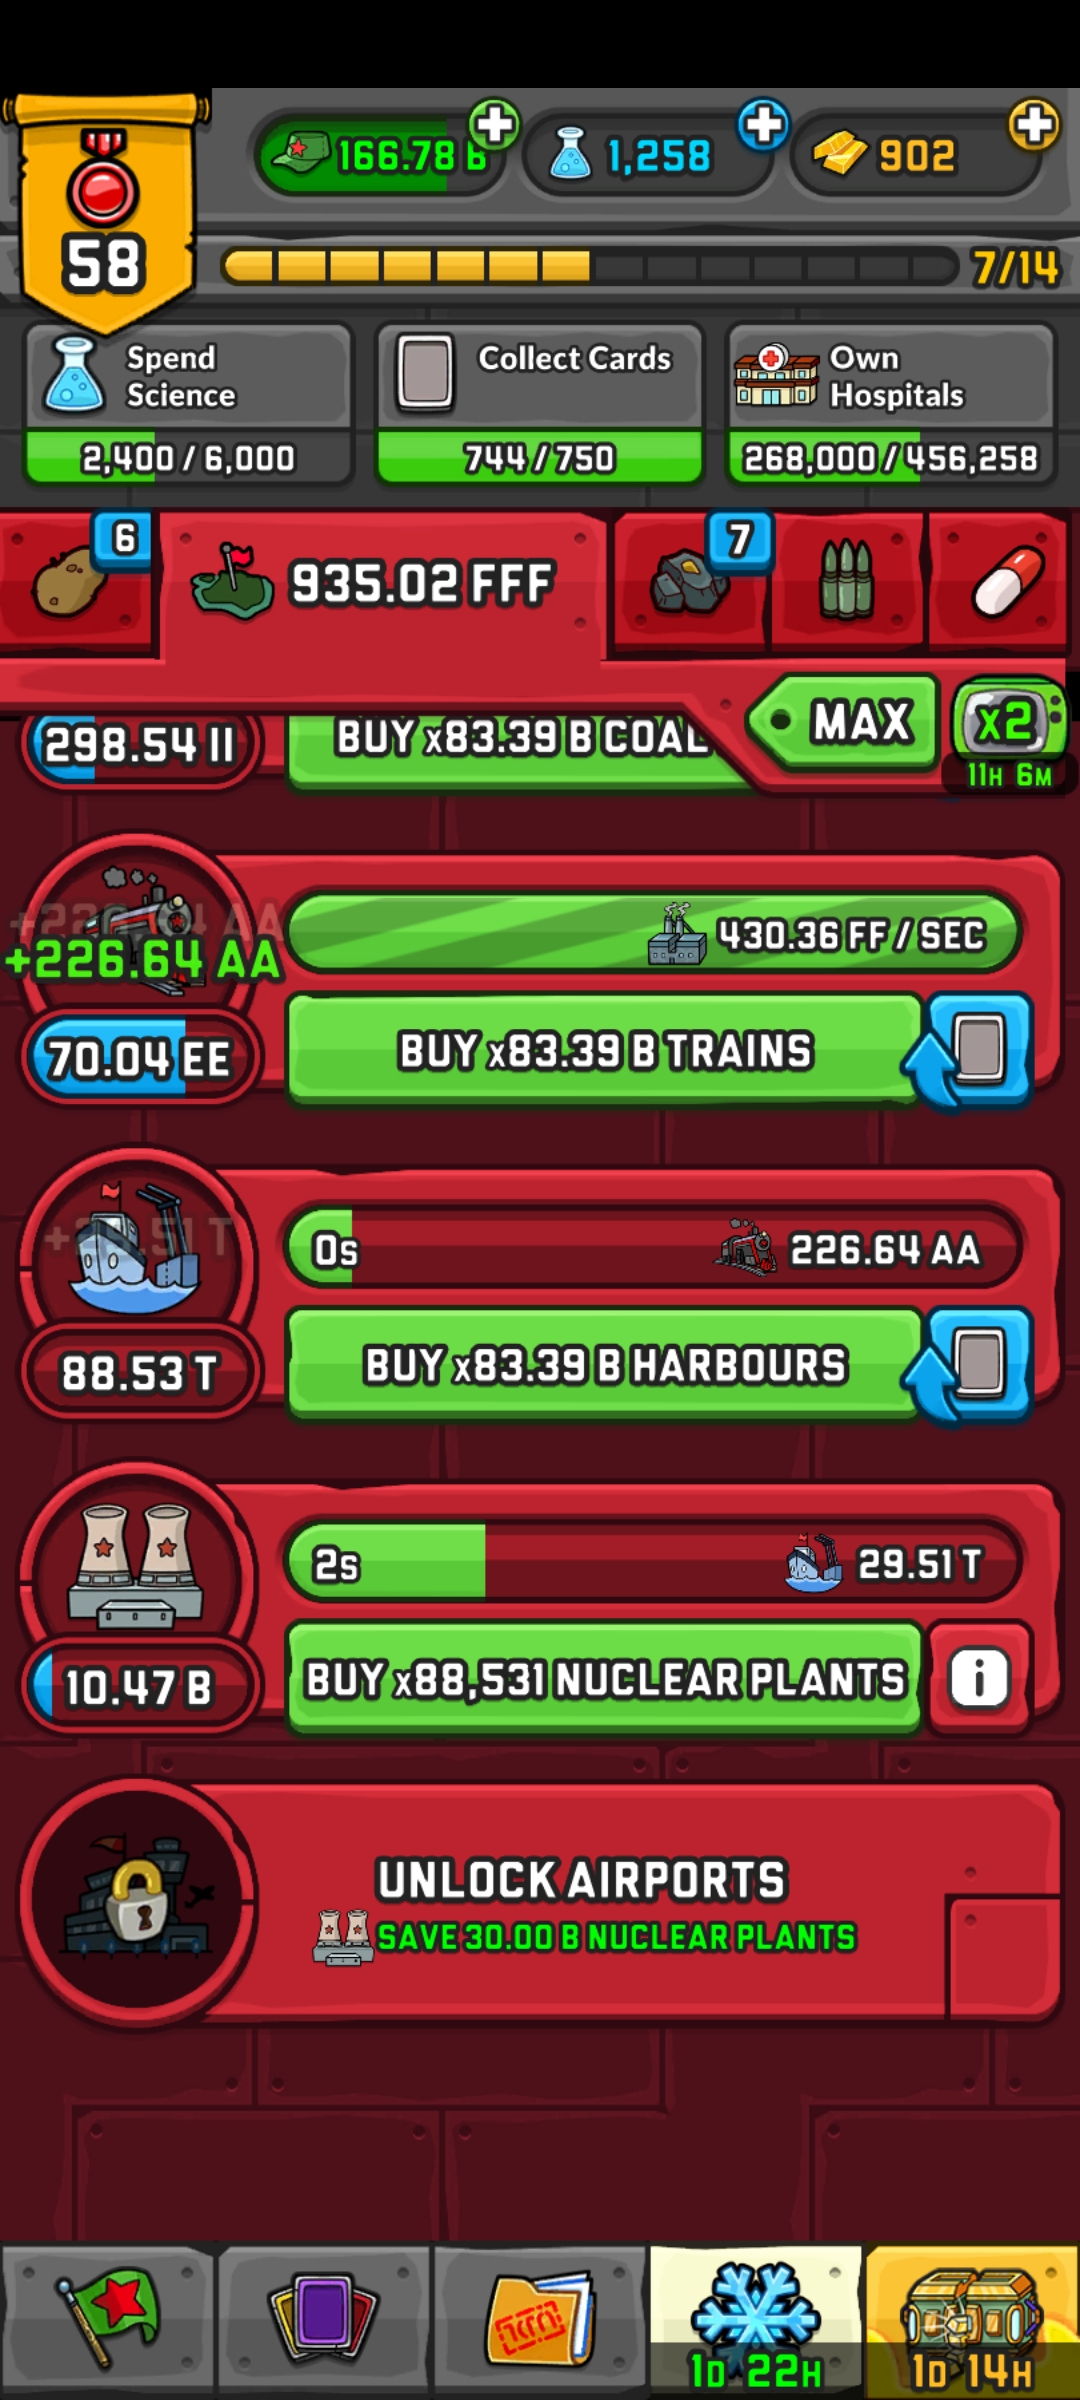 58
166.78 B
1,258
902
7/14
Spend
Science
2,400 / 6,000
Collect Cards
744 / 750
Own
Hospitals
268,000 / 456,258
6
935.02 FFF
7
MAX
x2
11H 6M
298.54 II
BUY x83.39 B COAL
+226.64 AA
430.36 FF / SEC
70.04 EE
BUY x83.39 B TRAINS
0s
226.64 AA
88.53 T
BUY x83.39 B HARBOURS
2s
29.51 T
10.47 B
BUY x88,531 NUCLEAR PLANTS
i
UNLOCK AIRPORTS
SAVE 30.00 B NUCLEAR PLANTS
1D 22H
1D 14H